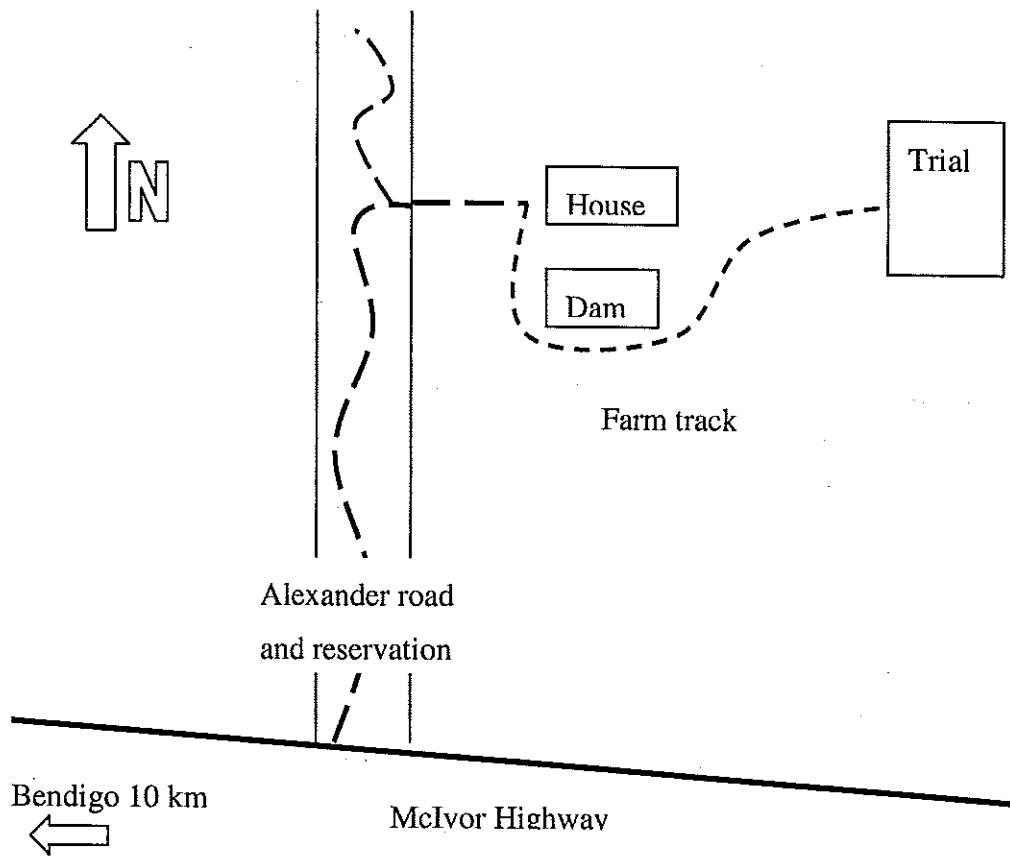 N
House
Trial
Dam
Farm track
Alexander road
and reservation
Bendigo 10 km
McIvor Highway